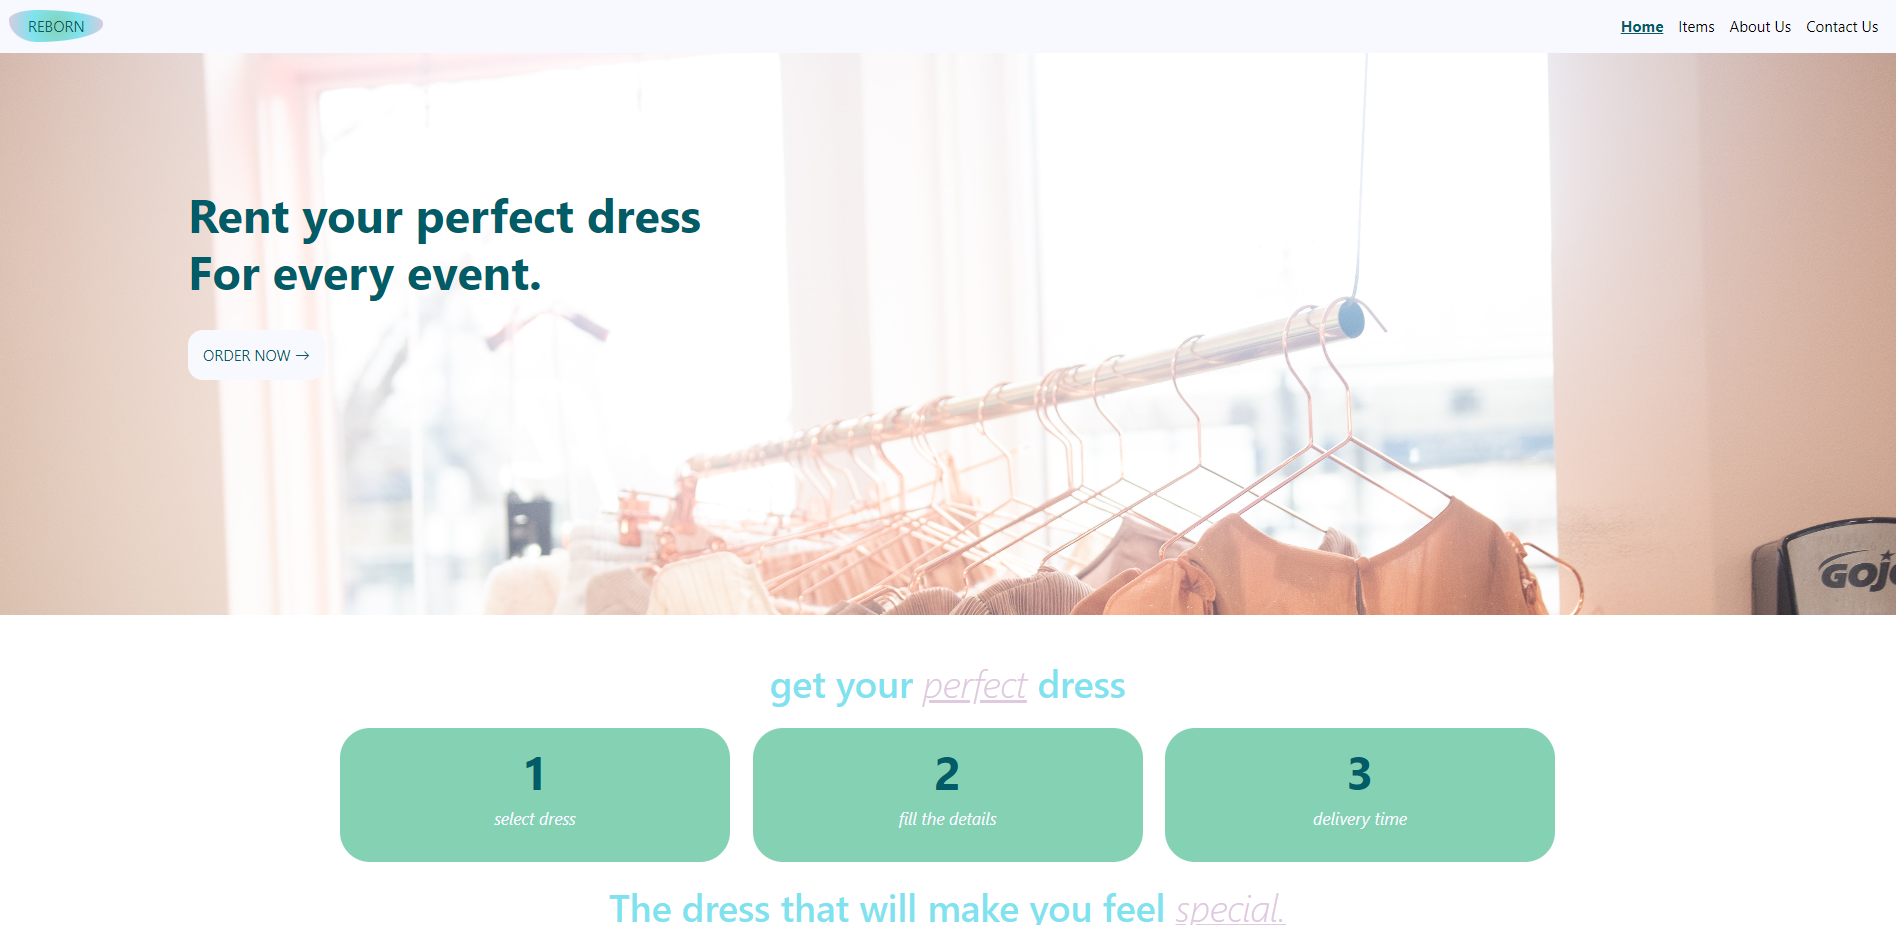 REBORN
Home Items About Us Contact Us
Rent your perfect dress
For every event.
ORDER NOW →
GOJO
get your perfect dress
1
select dress
2
fill the details
3
delivery time
The dress that will make you feel special.